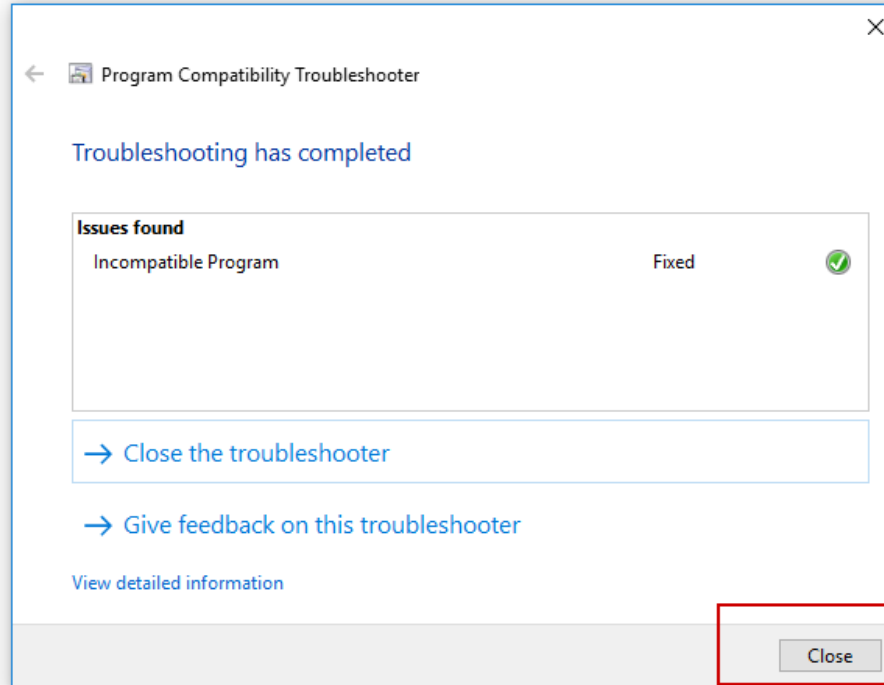 Program Compatibility Troubleshooter
Troubleshooting has completed
Issues found
Incompatible Program Fixed
Close the troubleshooter
Give feedback on this troubleshooter
View detailed information
Close